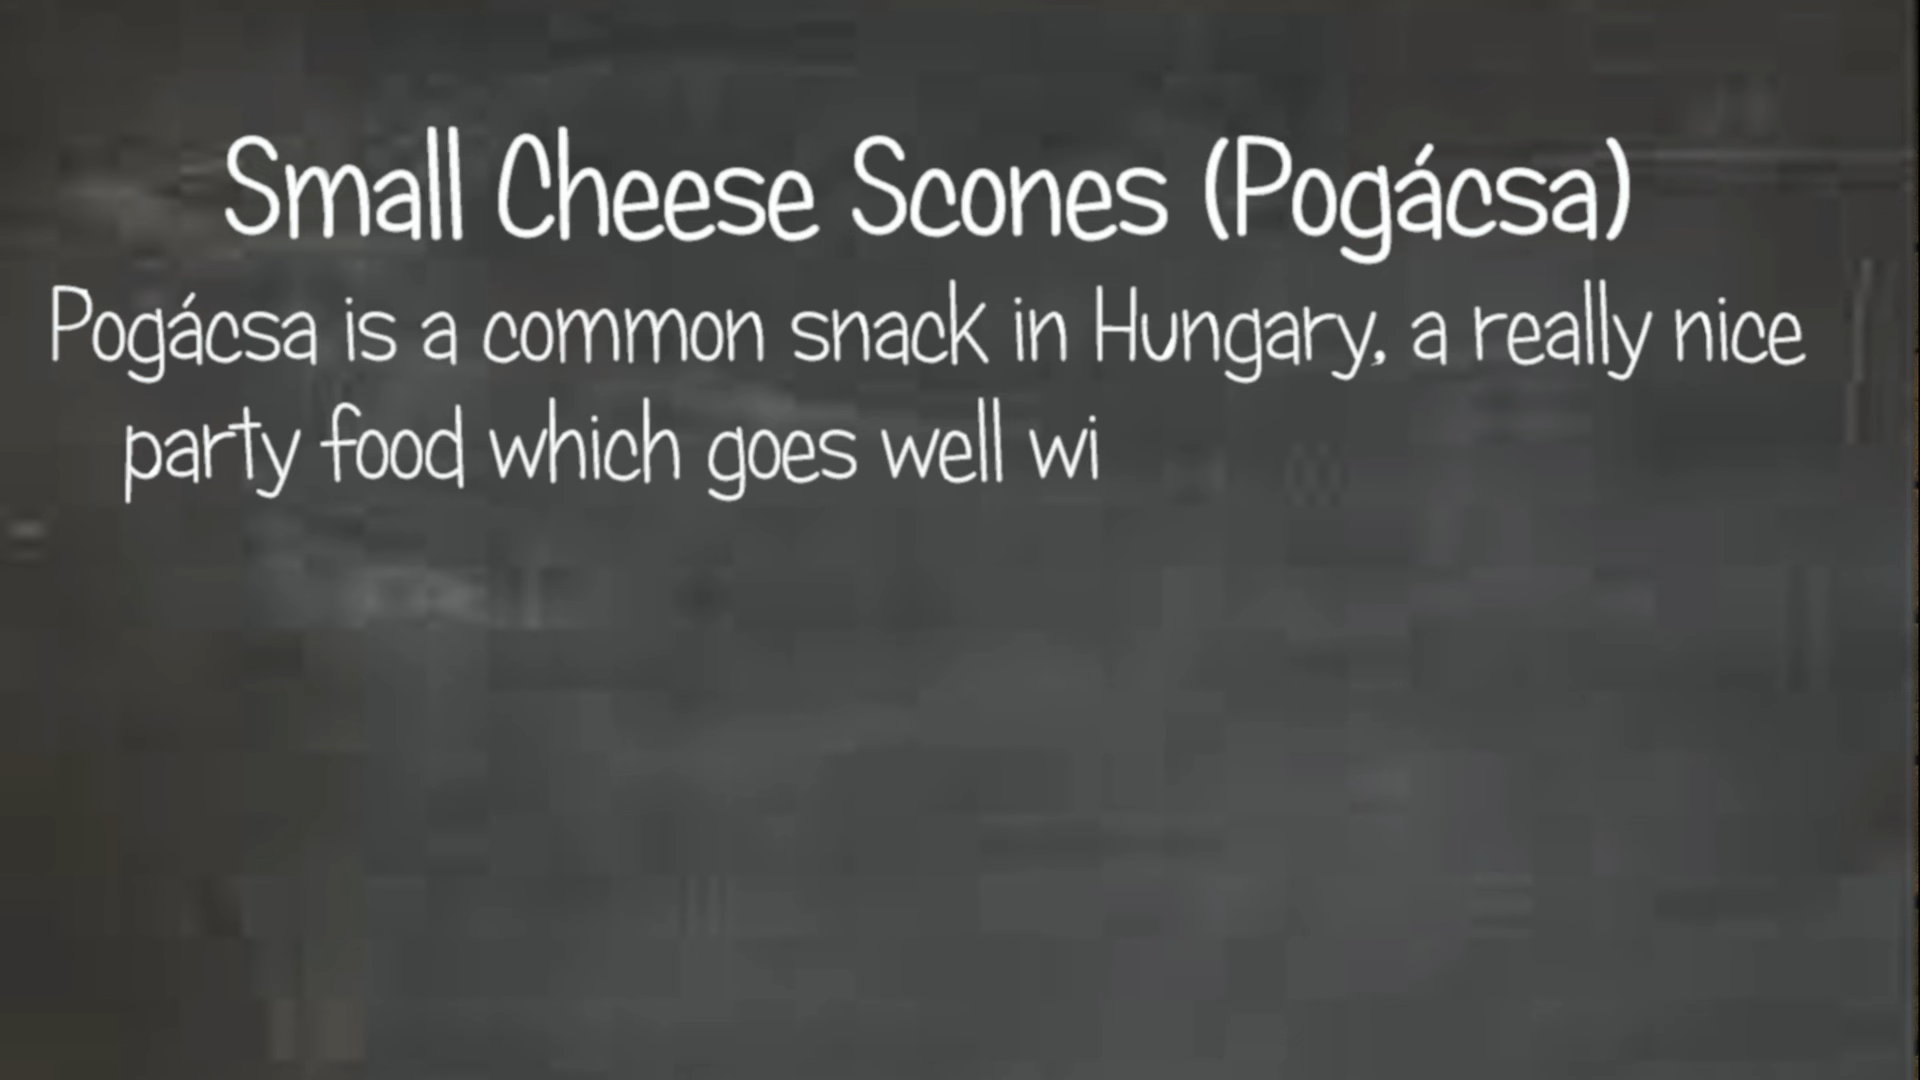 Small Cheese Scones (Pogácsa)
Pogácsa is a common snack in Hungary, a really nice
party food which goes well wi